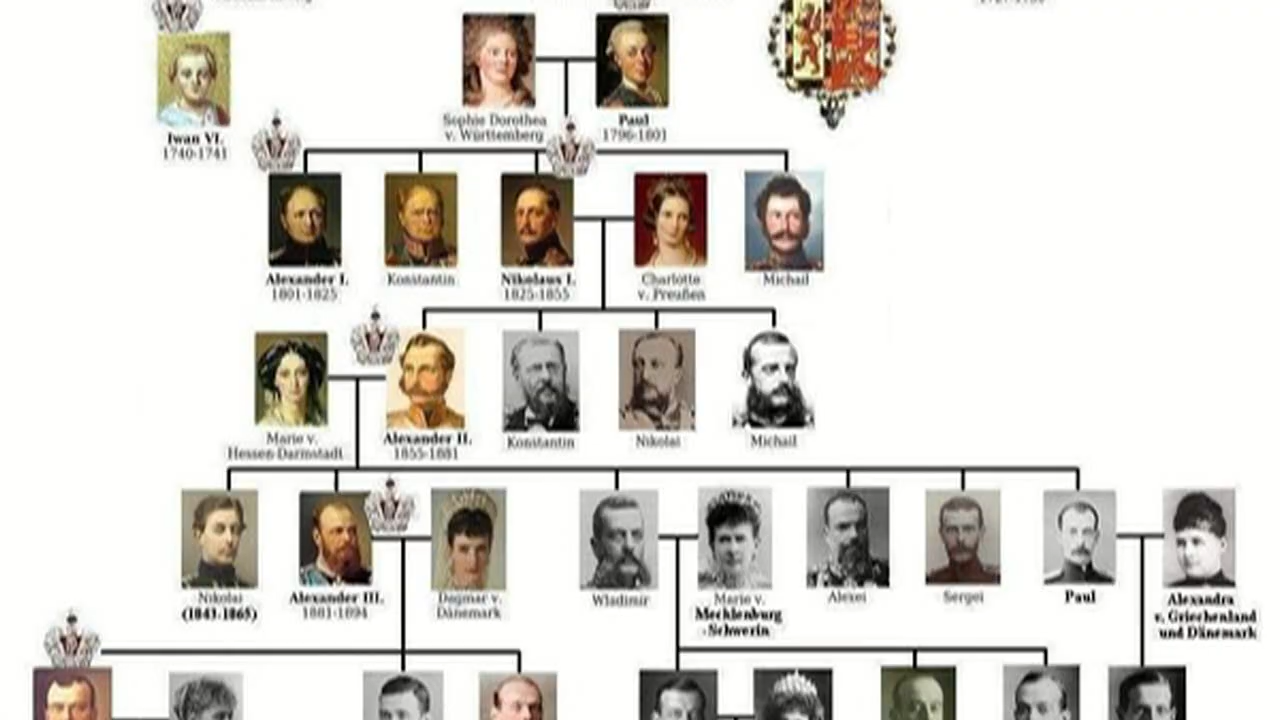 Sophie Dorothea
v. Württemberg
Paul
1796-1801
Iwan VI.
1740-1741
Alexander I.
1801-1825
Konstantin
Nikolaus I.
1825-1855
Charlotte
v. Preußen
Michail
Marie v.
Hessen-Darmstadt
Alexander II.
1855-1881
Konstantin
Nikolai
Michail
Nikolai
(1843-1865)
Alexander III.
1881-1894
Dagmar v.
Dänemark
Wladimir
Marie v.
Mecklenburg
-Schwerin
Alexei
Sergei
Paul
Alexandra
v. Griechenland
und Dänemark